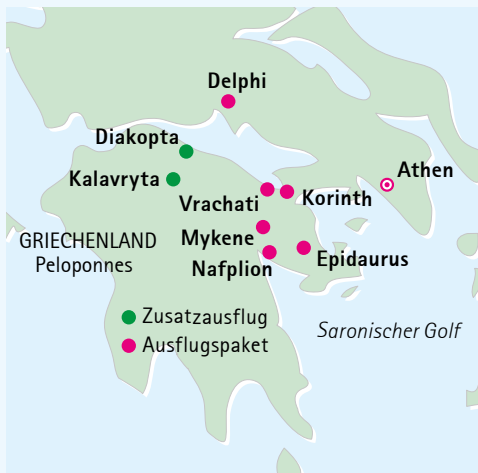 Delphi
Diakopta
Kalavryta
Athen
Vrachati
Korinth
GRIECHENLAND
Peloponnes
Mykene
Nafplion
Epidaurus
Zusatzausflug
Ausflugspaket
Saronischer Golf